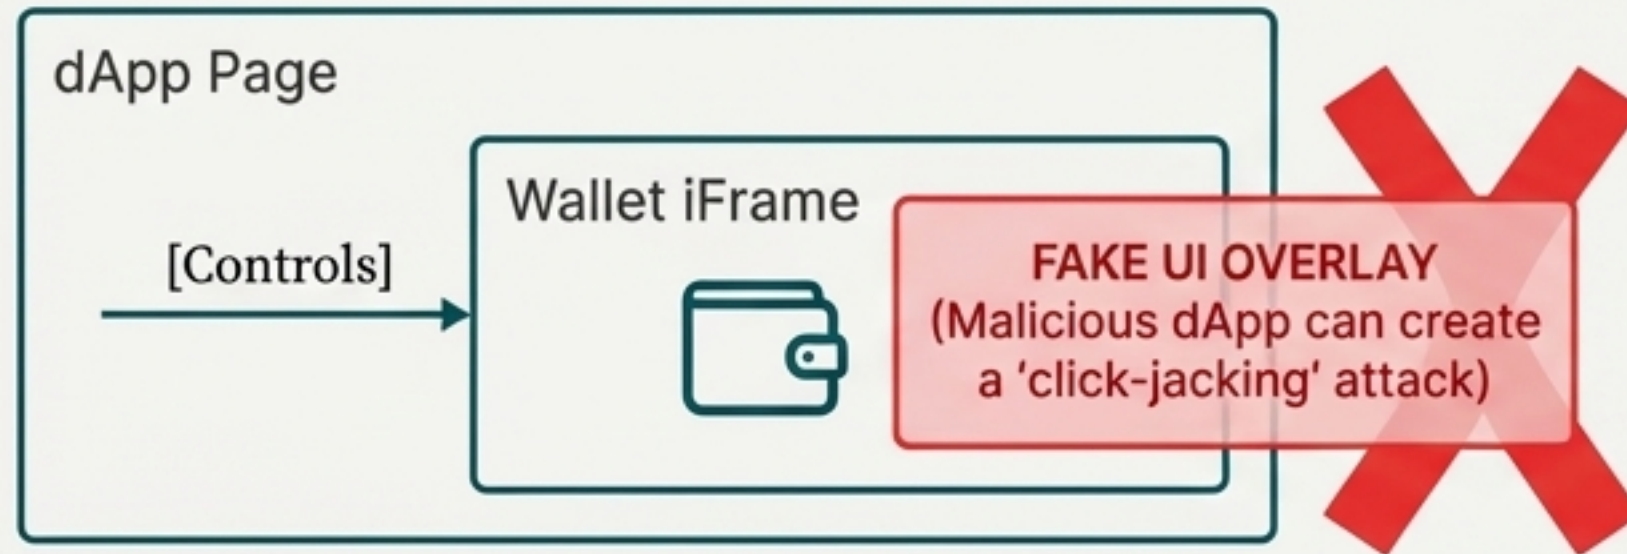 dApp Page
Wallet iFrame
[Controls]
FAKE UI OVERLAY
(Malicious dApp can create
a ‘click-jacking‘ attack)